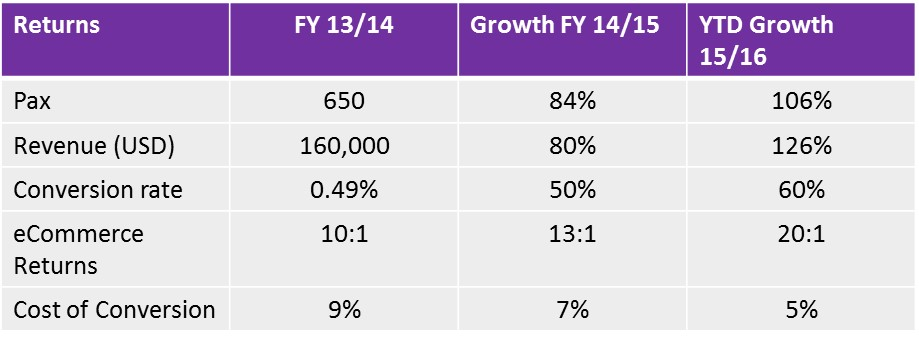 Returns FY 13/14 Growth FY 14/15 YTD Growth
15/16
Pax 650 84% 106%
Revenue (USD) 160,000 80% 126%
Conversion rate 0.49% 50% 60%
eCommerce 10:1 13:1 20:1
Returns
Cost of Conversion 9% 7% 5%